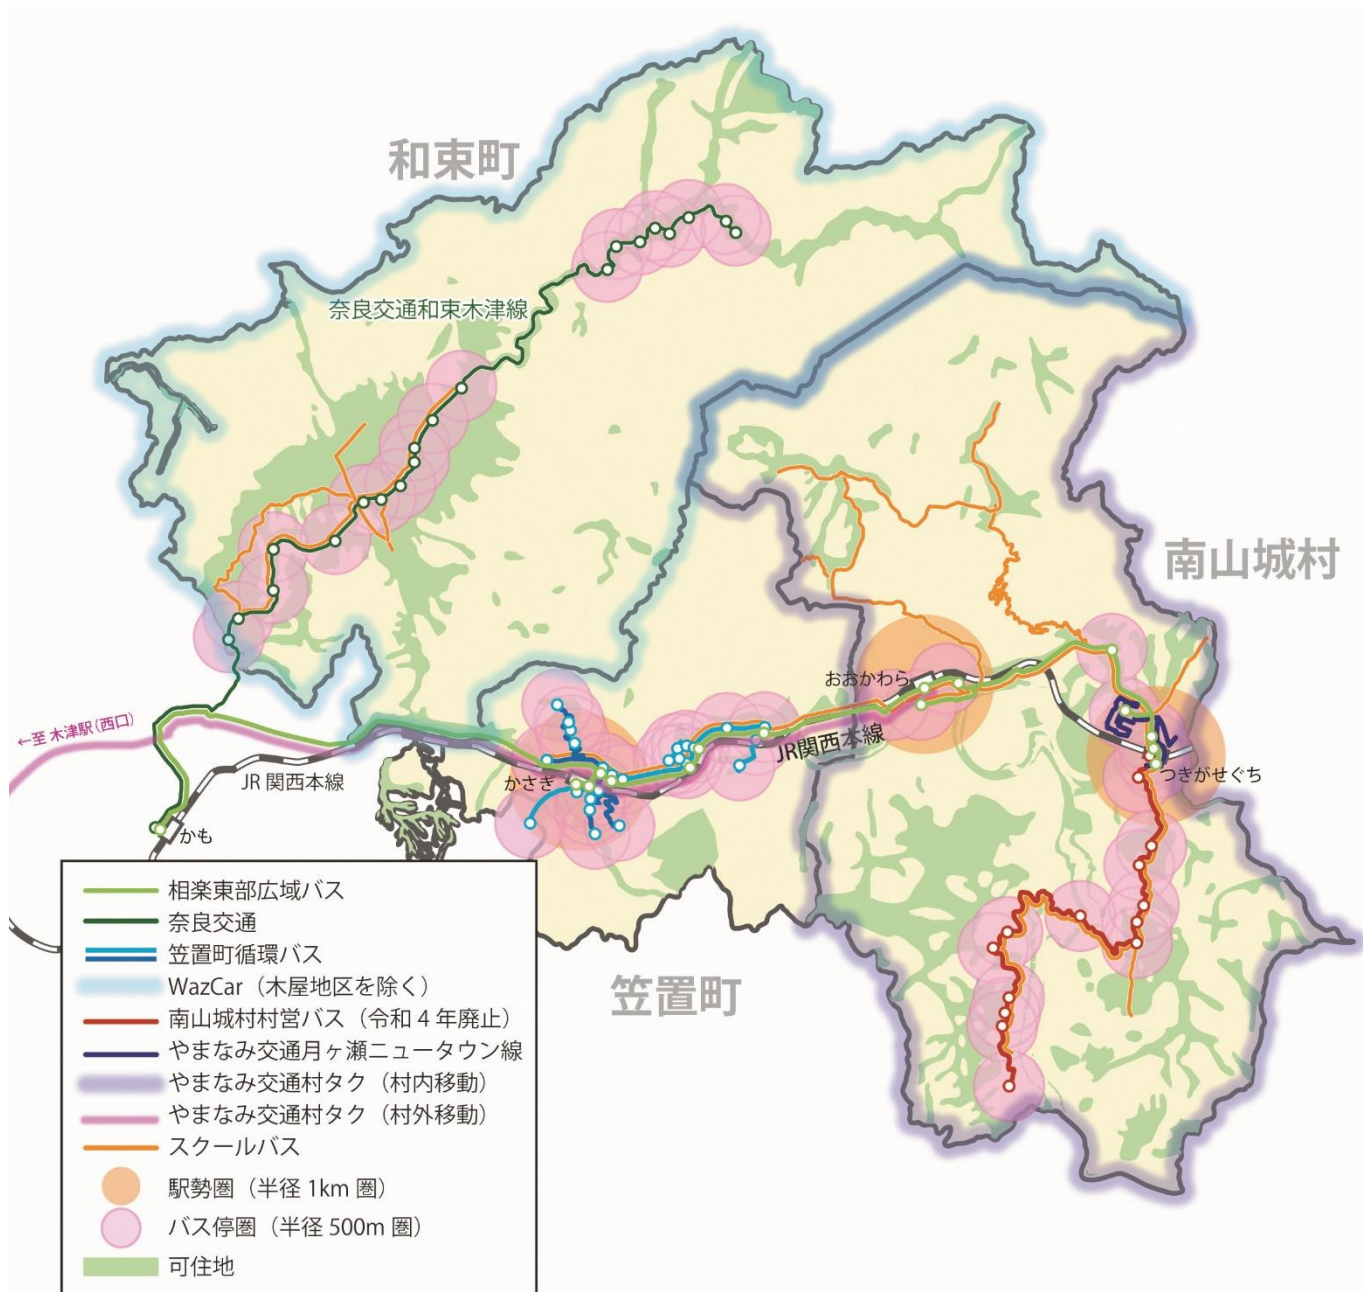 和束町
奈良交通和束木津線
南山城村
おおかわら
←至 木津駅（西口）
JR関西本線
つきがせぐち
かさぎ
JR関西本線
かも
笠置町
相楽東部広域バス
奈良交通
笠置町循環バス
WazCar（木屋地区を除く）
南山城村村営バス（令和4年廃止）
やまなみ交通月ヶ瀬ニュータウン線
やまなみ交通村タク（村内移動）
やまなみ交通村タク（村外移動）
スクールバス
駅勢圏（半径 1km 圏）
バス停圏（半径 500m 圏）
可住地